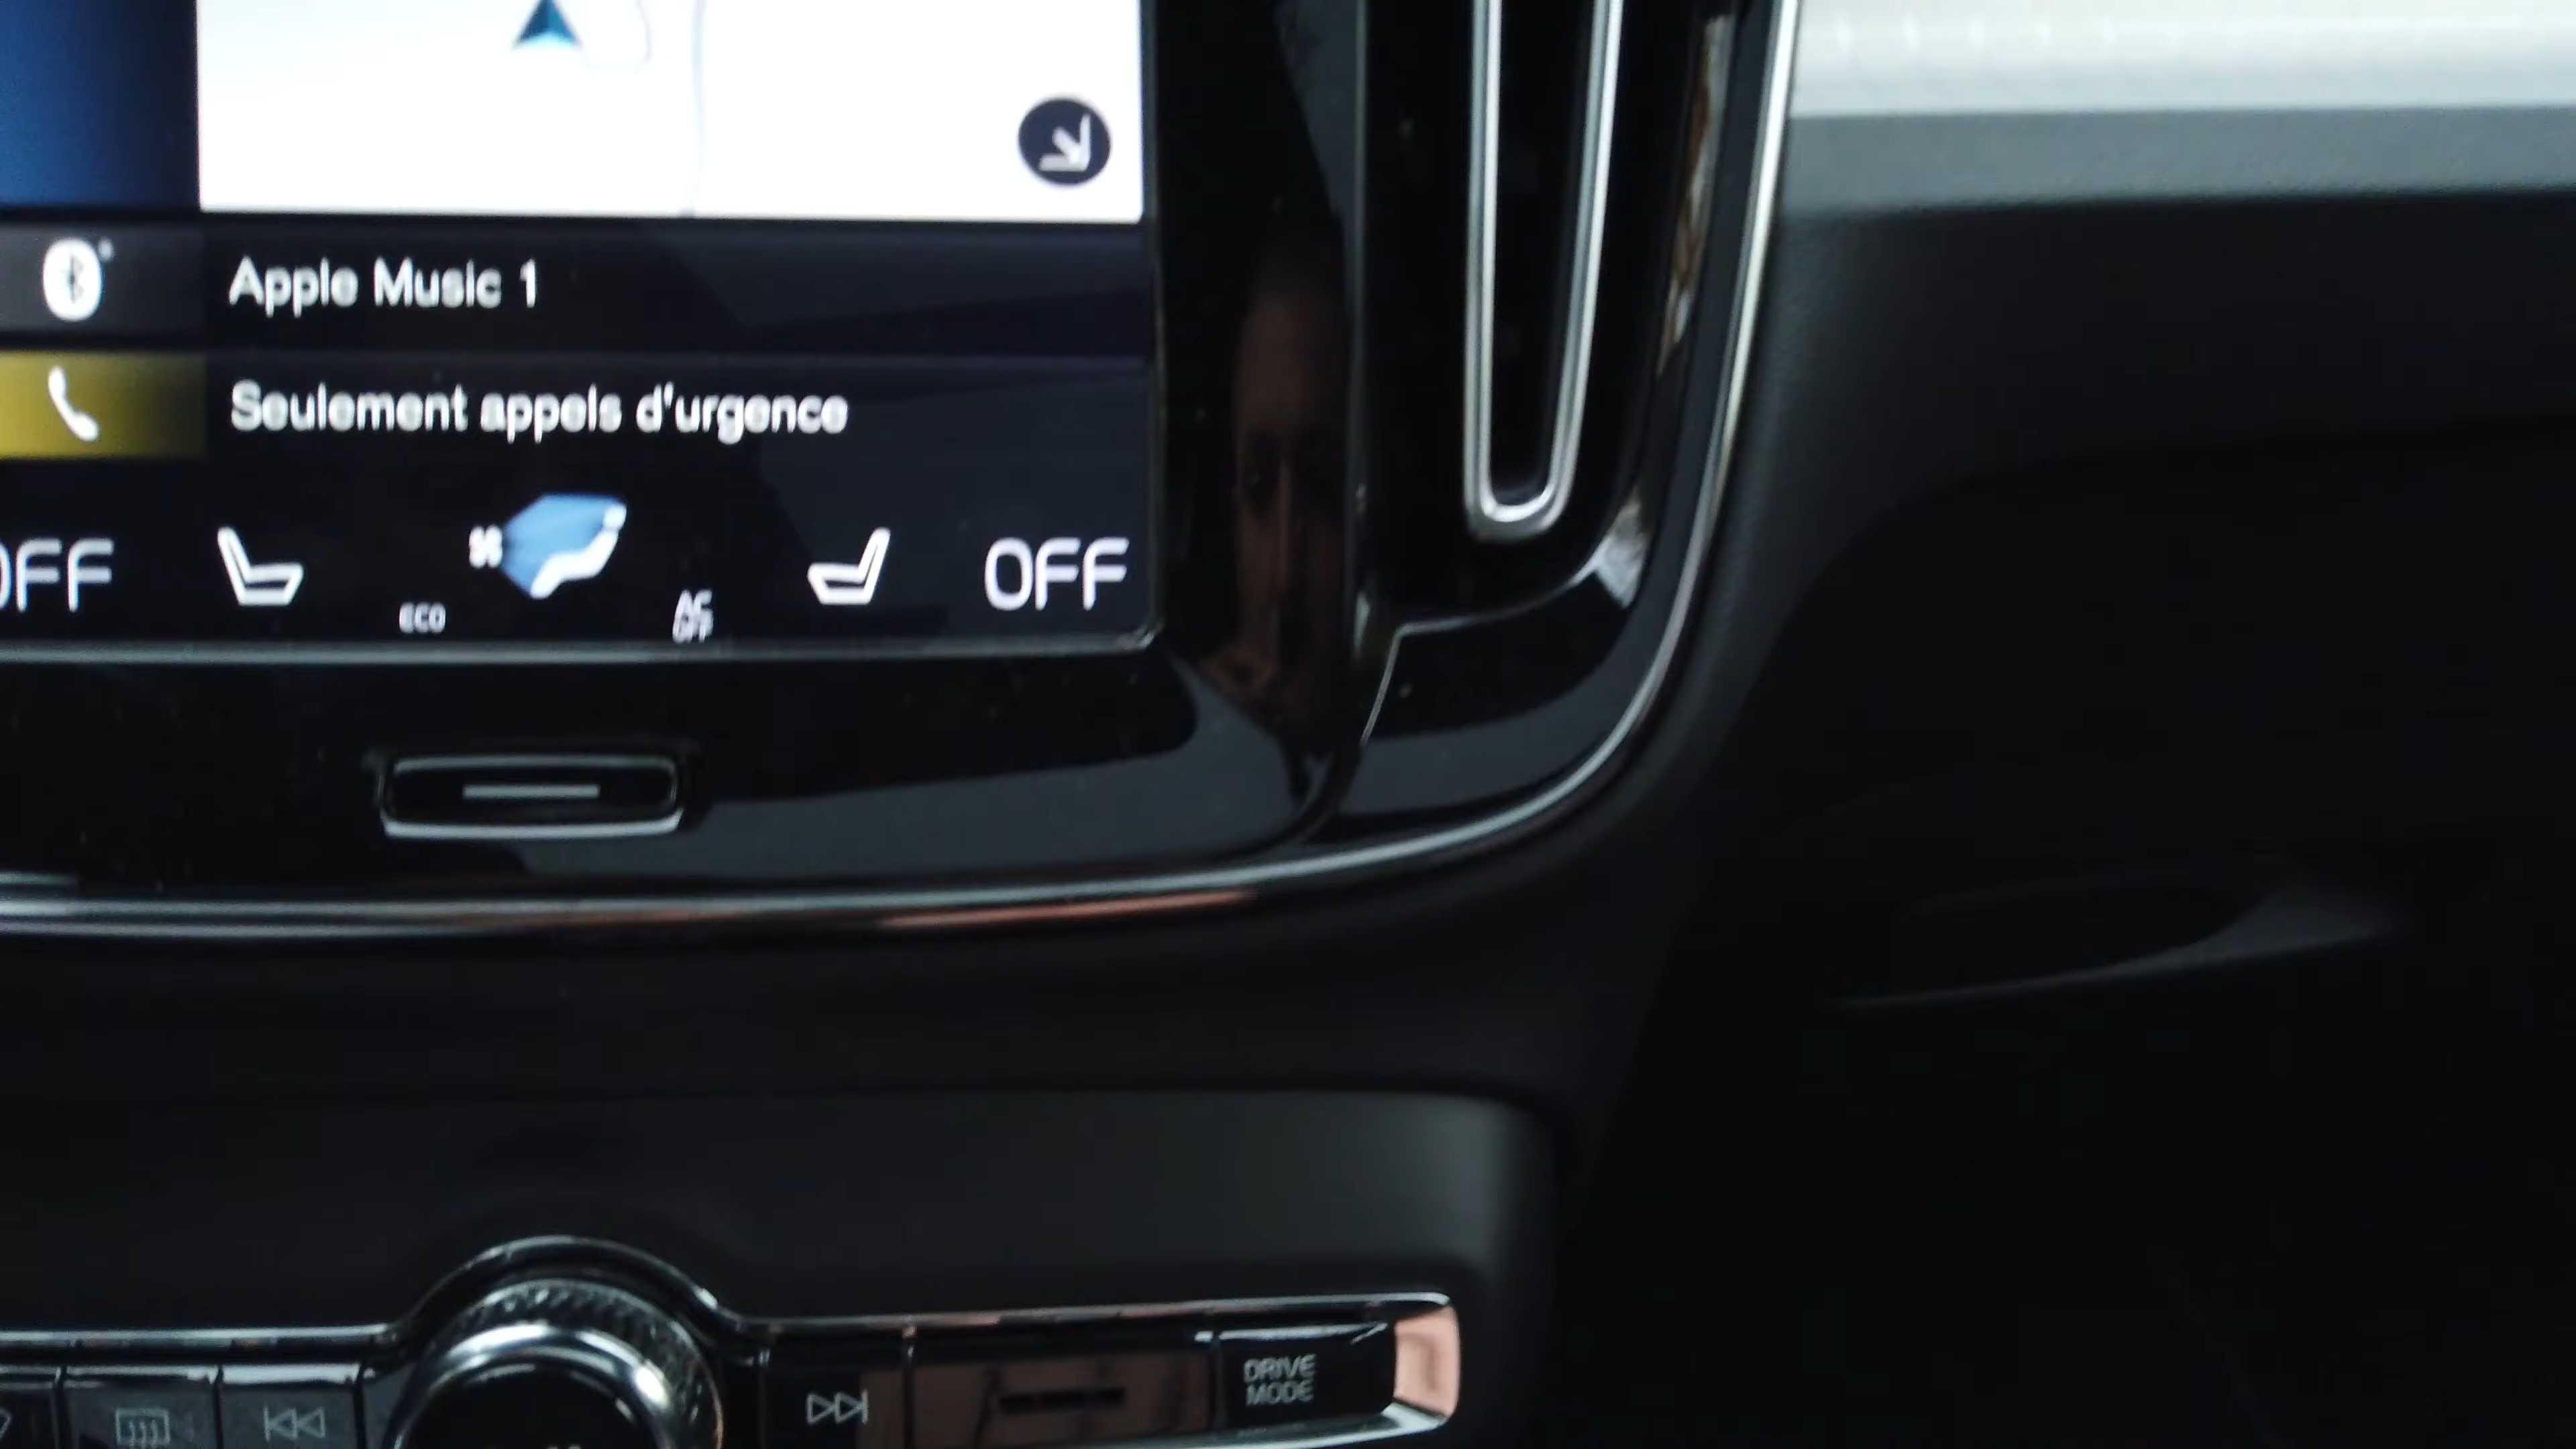 Apple Music 1
Seulement appels d'urgence
OFF
ECO
AC
OFF
OFF
DRIVE
MODE